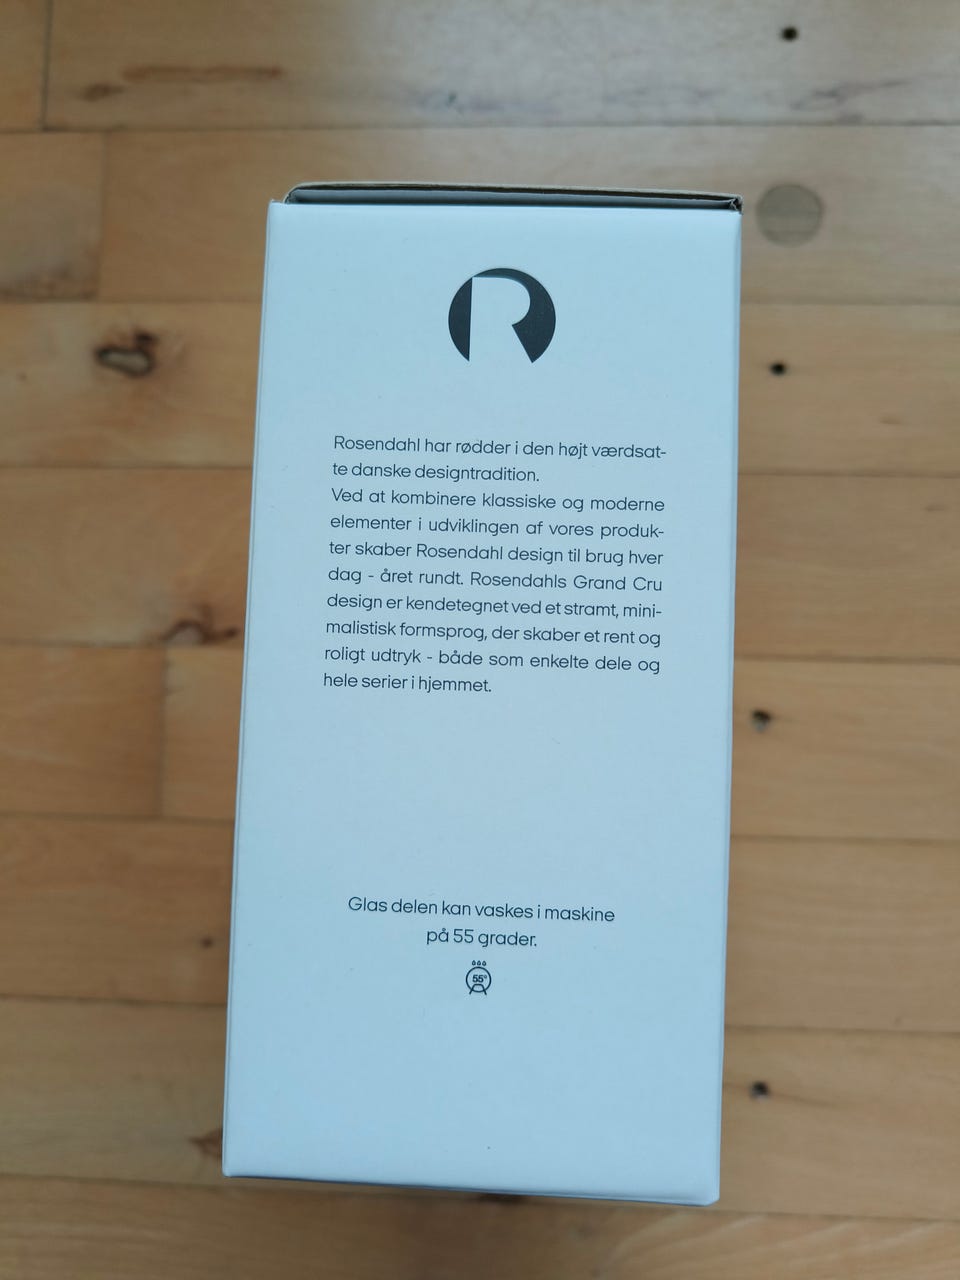 R
Rosendahl har rødder i den højt værdsat-
te danske designtradition.
Ved at kombinere klassiske og moderne
elementer i udviklingen af vores produk-
ter skaber Rosendahl design til brug hver
dag - året rundt. Rosendahls Grand Cru
design er kendetegnet ved et stramt, mini-
malistisk formsprog, der skaber et rent og
roligt udtryk - både som enkelte dele og
hele serier i hjemmet.
Glas delen kan vaskes i maskine
på 55 grader.
55°